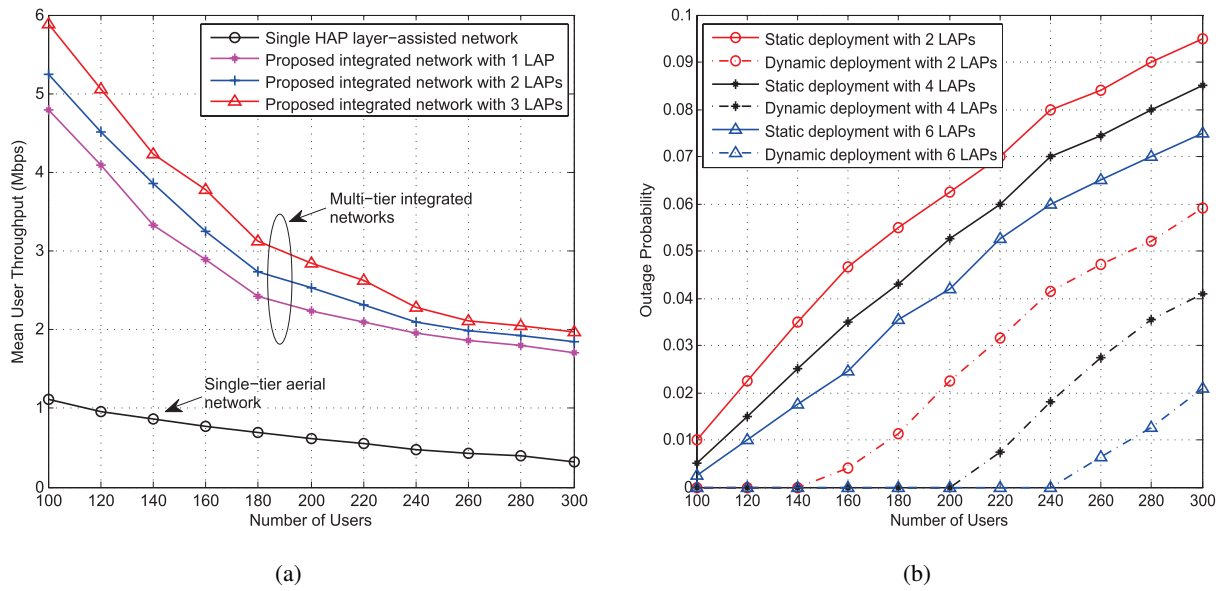 Single HAP layer−assisted network
Proposed integrated network with 1 LAP
Proposed integrated network with 2 LAPs
Proposed integrated network with 3 LAPs
Multi−tier integrated
networks
Single−tier aerial
network
Mean User Throughput (Mbps)
6
5
4
3
2
1
0
100 120 140 160 180 200 220 240 260 280 300
Number of Users
(a)
Static deployment with 2 LAPs
Dynamic deployment with 2 LAPs
Static deployment with 4 LAPs
Dynamic deployment with 4 LAPs
Static deployment with 6 LAPs
Dynamic deployment with 6 LAPs
Outage Probability
0.1
0.09
0.08
0.07
0.06
0.05
0.04
0.03
0.02
0.01
0
100 120 140 160 180 200 220 240 260 280 300
Number of Users
(b)